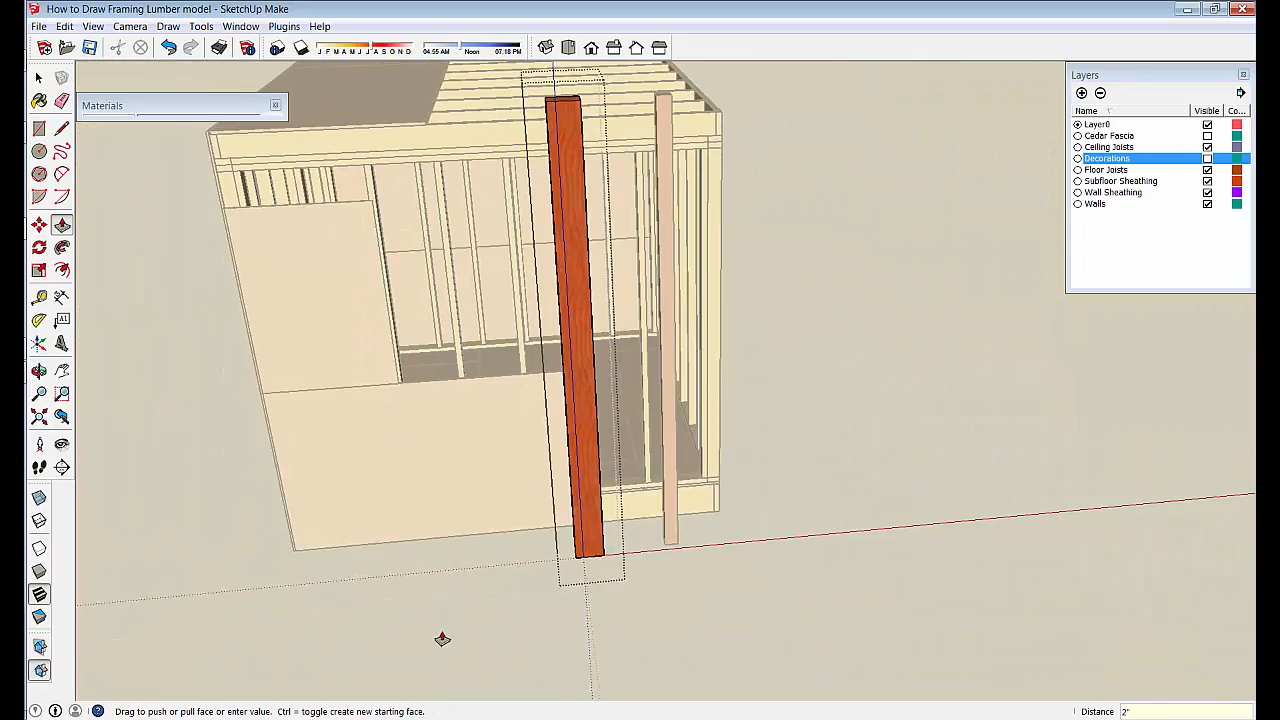 How to Draw Framing Lumber model - SketchUp Make
File Edit View Camera Draw Tools Window Plugins Help
J F M A M J J A S O N D 04:55 AM Noon 07:18 PM
Materials
Layers
Name Visible Co...
Layer0
Cedar Fascia
Ceiling Joists
Decorations
Floor Joists
Subfloor Sheathing
Wall Sheathing
Walls
A1
Drag to push or pull face or enter value. Ctrl = toggle create new starting face. Distance 2"